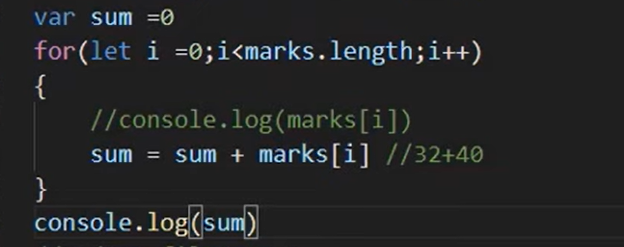 var sum =0
for(let i =0;i<marks.length;i++)
{
//console.log(marks[i])
sum = sum + marks[i] //32+40
}
console.log(sum)